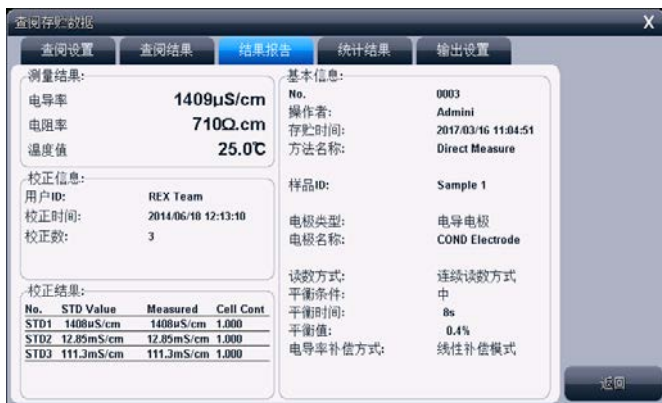 查阅存贮数据
X
查阅设置 查阅结果 结果报告 统计结果 输出设置
测量结果:
电导率 1409µS/cm
电阻率 710Ω.cm
温度值 25.0℃
校正信息:
用户ID: REX Team
校正时间: 2014/06/18 12:13:10
校正数: 3
校正结果:
No. STD Value Measured Cell Cont
STD1 1408µS/cm 1408µS/cm 1.000
STD2 12.85mS/cm 12.85mS/cm 1.000
STD3 111.3mS/cm 111.3mS/cm 1.000
基本信息:
No. 0003
操作者: Admini
存贮时间: 2017/03/16 11:04:51
方法名称: Direct Measure
样品ID: Sample 1
电极类型: 电导电极
电极名称: COND Electrode
读数方式: 连续读数方式
平衡条件: 中
平衡时间: 8s
平衡值: 0.4%
电导率补偿方式: 线性补偿模式
返回